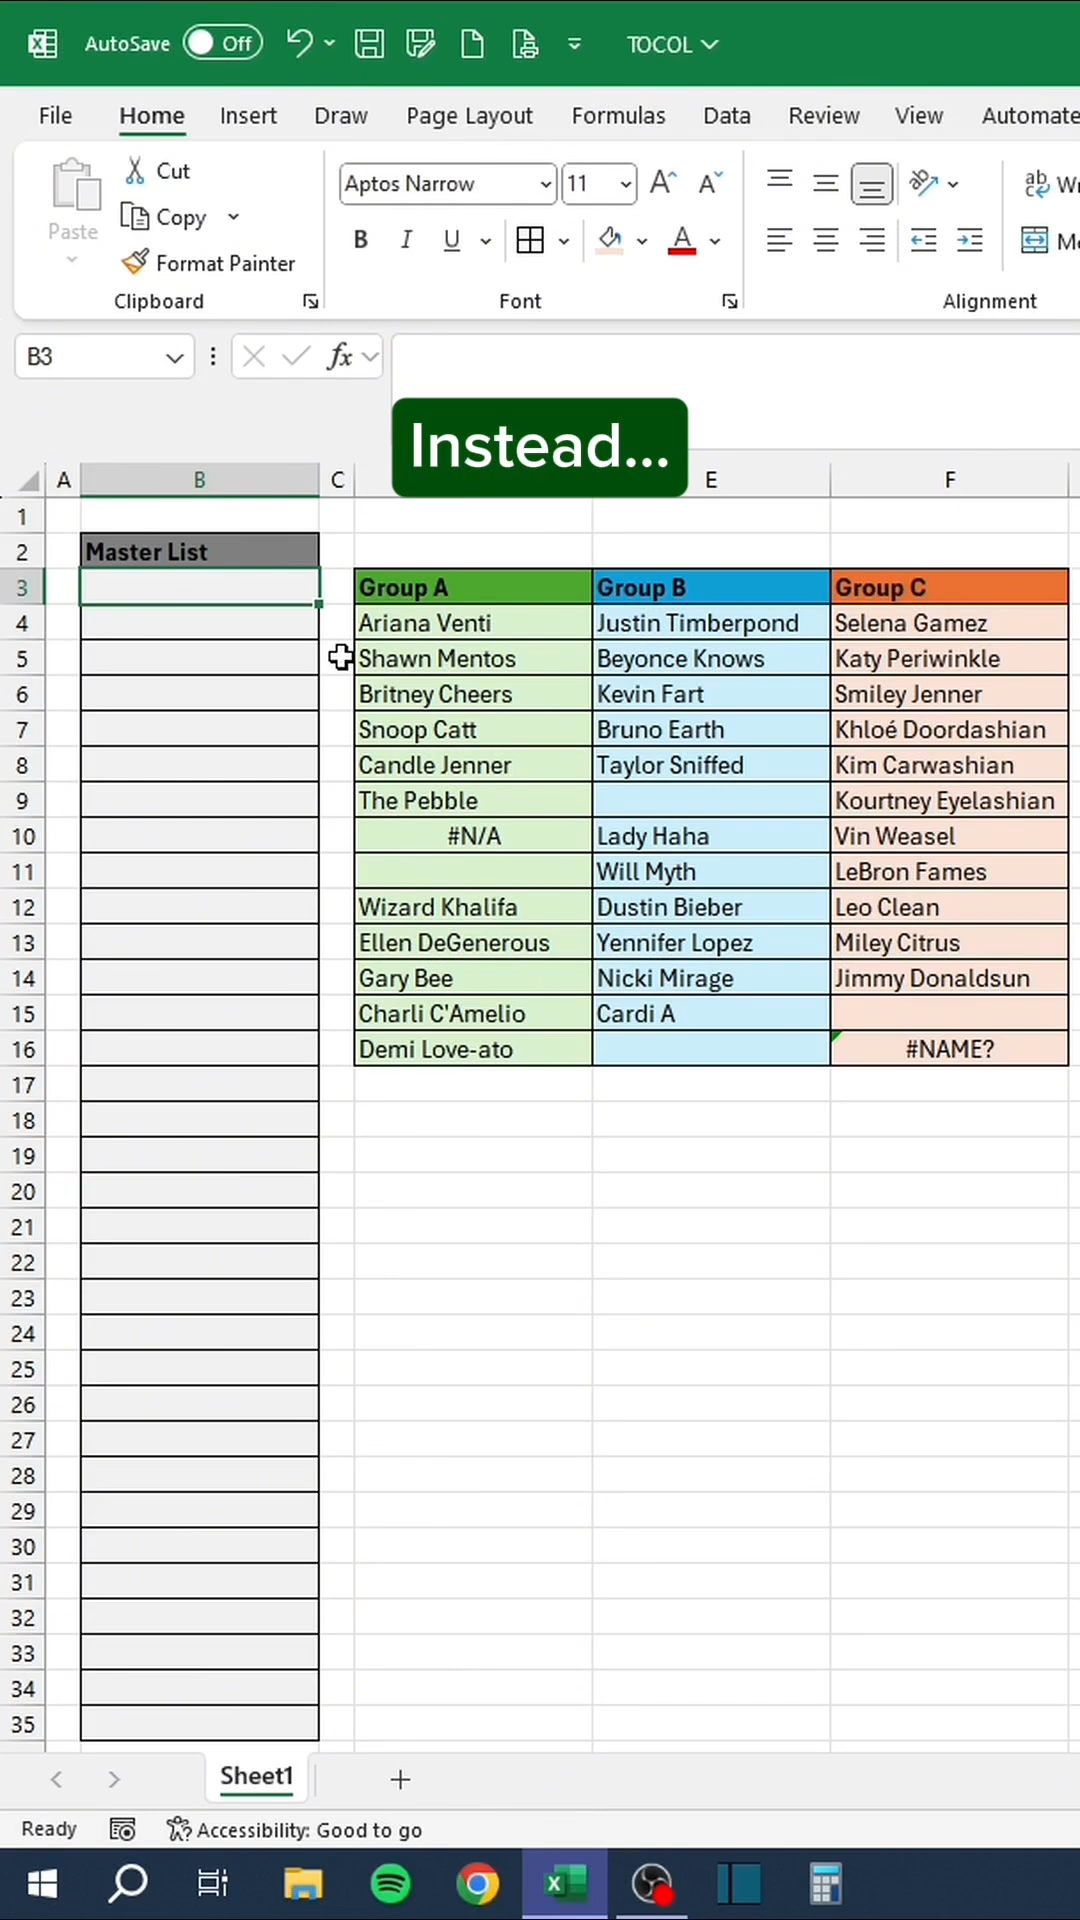 AutoSave Off TOCOL
File Home Insert Draw Page Layout Formulas Data Review View Automate
Paste Cut Copy Format Painter
Aptos Narrow 11 A A ab Wr
B I U A Me
Clipboard Font Alignment
B3 fx
Instead...
A B C E F
1
2 Master List
3 Group A Group B Group C
4 Ariana Venti Justin Timberpond Selena Gamez
5 Shawn Mentos Beyonce Knows Katy Periwinkle
6 Britney Cheers Kevin Fart Smiley Jenner
7 Snoop Catt Bruno Earth Khloé Doordashian
8 Candle Jenner Taylor Sniffed Kim Carwashian
9 The Pebble Kourtney Eyelashian
10 #N/A Lady Haha Vin Weasel
11 Will Myth LeBron Fames
12 Wizard Khalifa Dustin Bieber Leo Clean
13 Ellen DeGenerous Yennifer Lopez Miley Citrus
14 Gary Bee Nicki Mirage Jimmy Donaldsun
15 Charli C'Amelio Cardi A
16 Demi Love-ato #NAME?
17
18
19
20
21
22
23
24
25
26
27
28
29
30
31
32
33
34
35
Sheet1
Ready Accessibility: Good to go